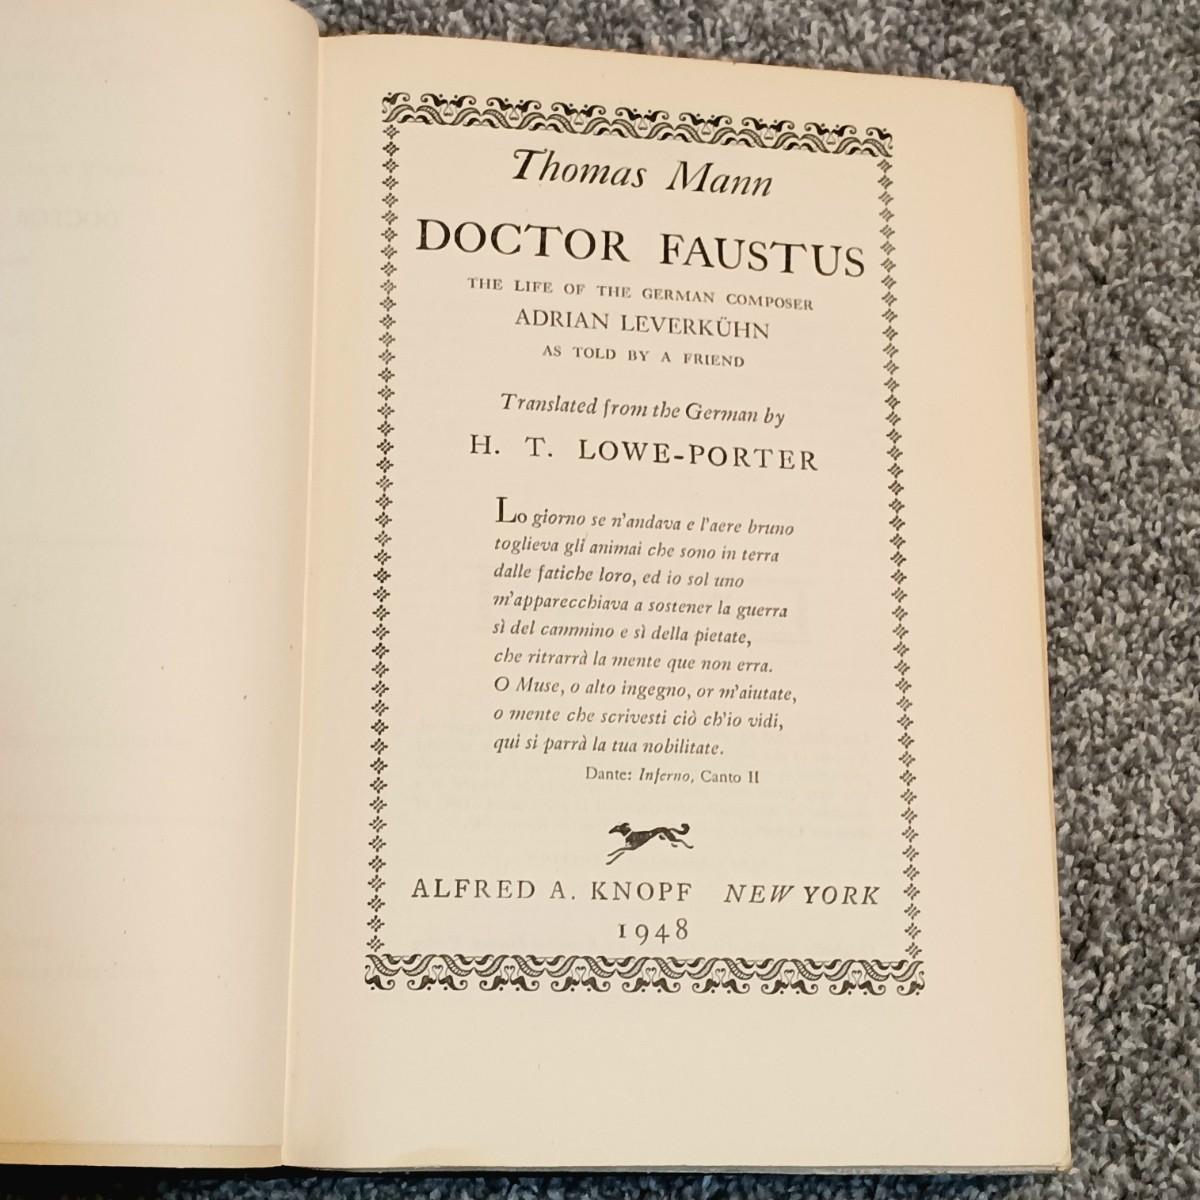 Thomas Mann
DOCTOR FAUSTUS
THE LIFE OF THE GERMAN COMPOSER
ADRIAN LEVERKÜHN
AS TOLD BY A FRIEND
Translated from the German by
H. T. LOWE-PORTER
Lo giorno se n'andava e l'aere bruno
toglieva gli animai che sono in terra
dalle fatiche loro, ed io sol uno
m'apparecchiava a sostener la guerra
sì del cammino e sì della pietate,
che ritrarrà la mente que non erra.
O Muse, o alto ingegno, or m'aiutate,
o mente che scrivesti ciò ch'io vidi,
qui si parrà la tua nobilitate.
Dante: Inferno, Canto II
ALFRED A. KNOPF NEW YORK
1948